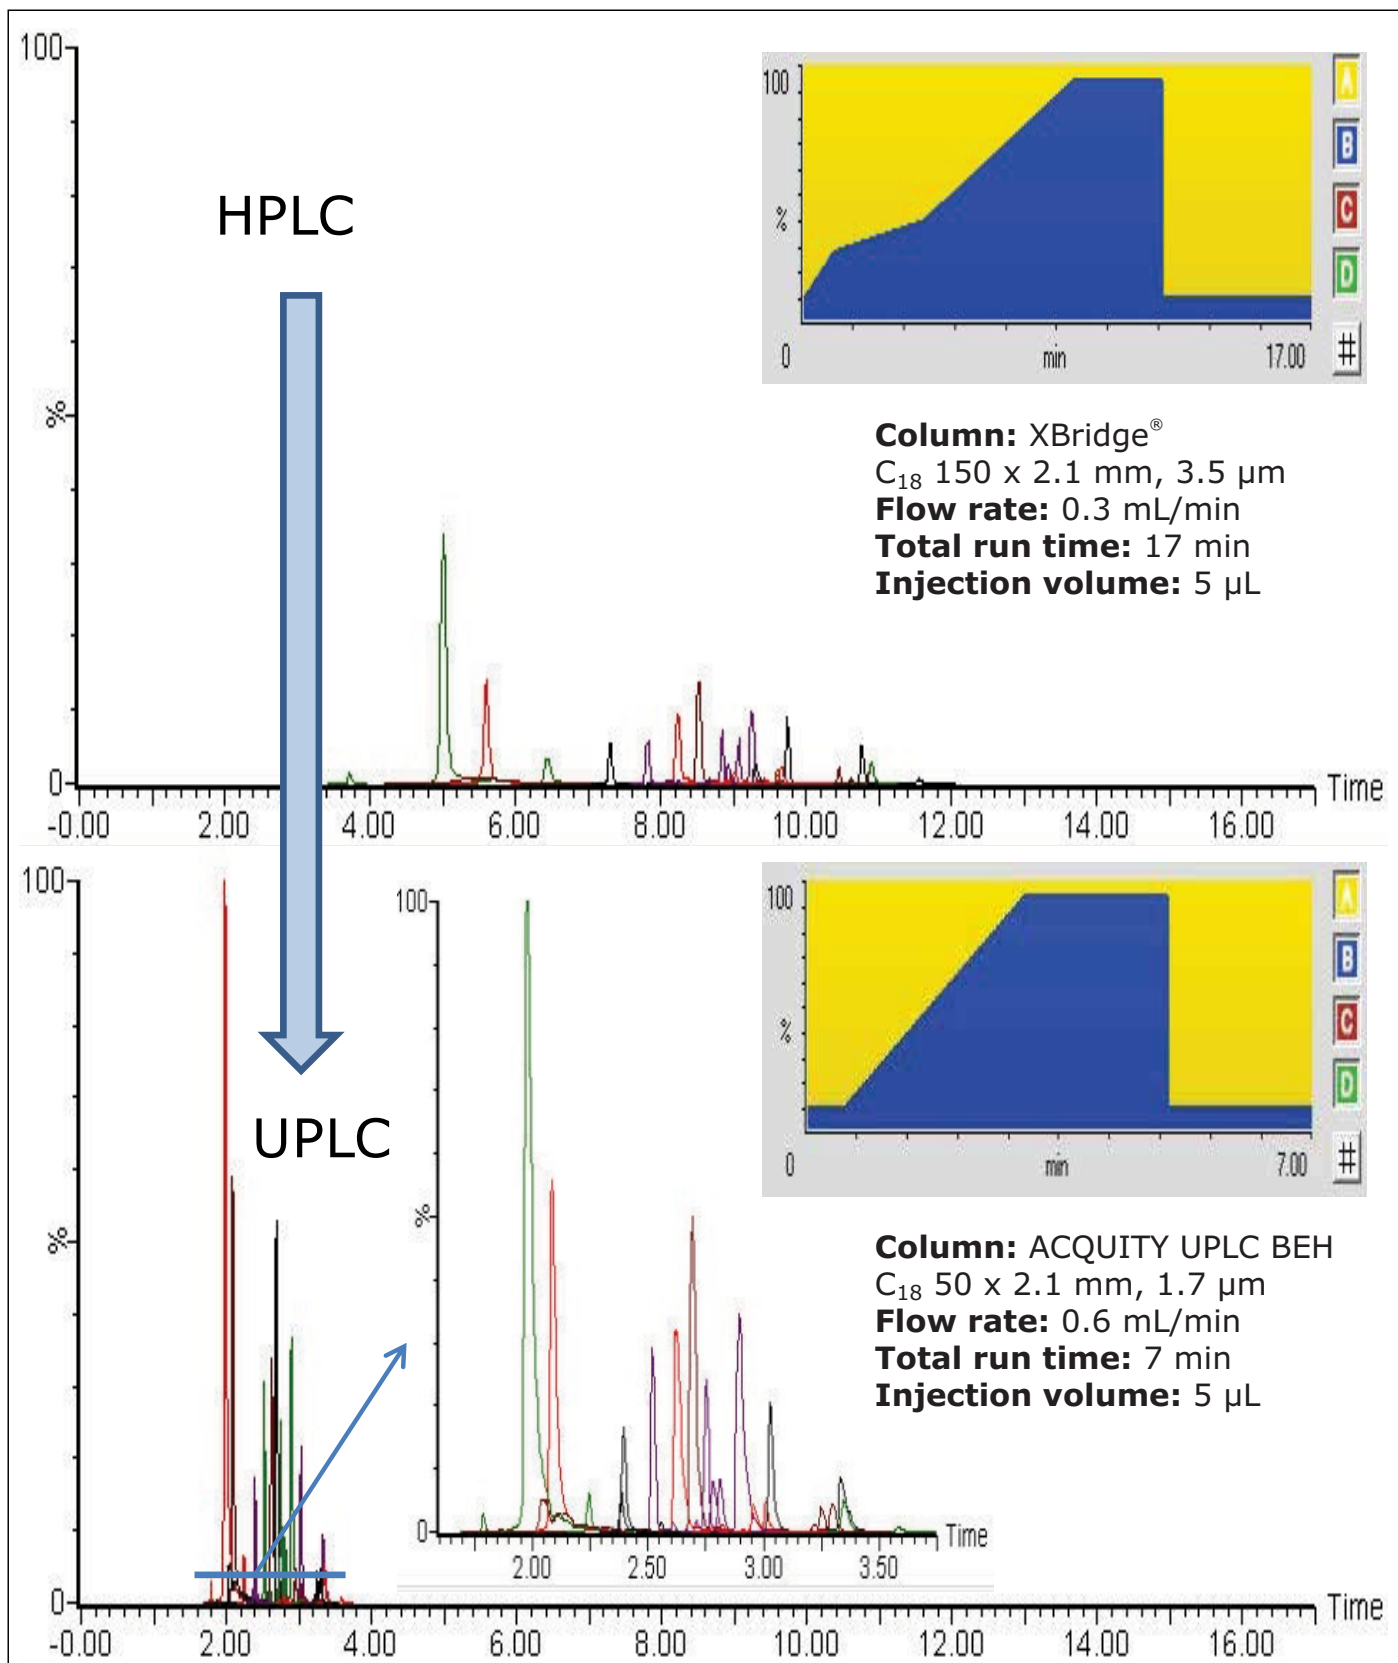 100
HPLC
%
0
-0.00 2.00 4.00 6.00 8.00 10.00 12.00 14.00 16.00
Time
100
%
0 min 17.00
A
B
C
D
#
Column: XBridge®
C₁₈ 150 x 2.1 mm, 3.5 µm
Flow rate: 0.3 mL/min
Total run time: 17 min
Injection volume: 5 µL
100
UPLC
%
0
-0.00 2.00 4.00 6.00 8.00 10.00 12.00 14.00 16.00
Time
100
%
0
2.00 2.50 3.00 3.50
Time
100
%
0 min 7.00
A
B
C
D
#
Column: ACQUITY UPLC BEH
C₁₈ 50 x 2.1 mm, 1.7 µm
Flow rate: 0.6 mL/min
Total run time: 7 min
Injection volume: 5 µL